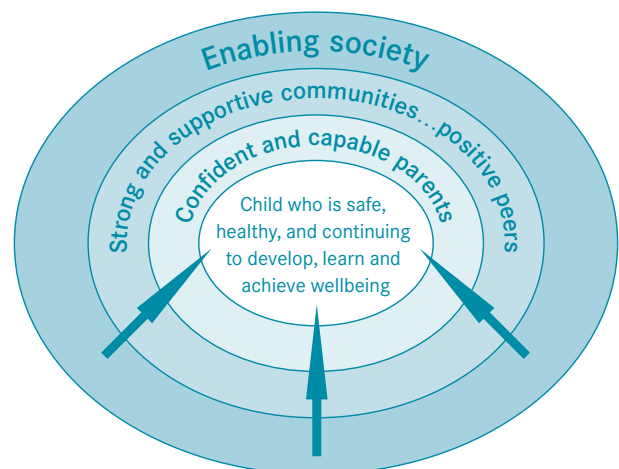 Enabling society
Strong and supportive communities...positive peers
Confident and capable parents
Child who is safe,
healthy, and continuing
to develop, learn and
achieve wellbeing